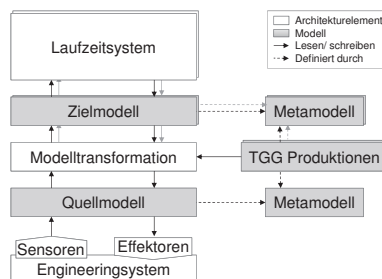 Architekturelement
Modell
Lesen/ schreiben
Definiert durch
Laufzeitsystem
Zielmodell
Metamodell
Modelltransformation
TGG Produktionen
Quellmodell
Metamodell
Sensoren
Effektoren
Engineeringsystem